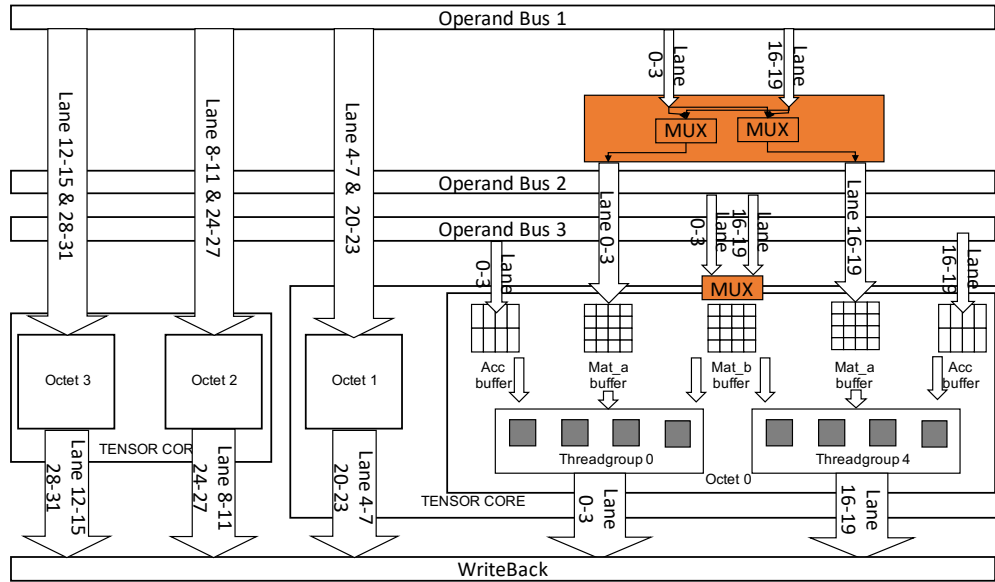 Operand Bus 1
Lane 12-15 & 28-31
Lane 8-11 & 24-27
Lane 4-7 & 20-23
Lane 0-3
Lane 16-19
MUX
MUX
Operand Bus 2
Lane 0-3
Lane 16-19
Operand Bus 3
Lane 0-3
Lane 0-3
Lane 16-19
Lane 16-19
MUX
Octet 3
Octet 2
Octet 1
Acc buffer
Mat_a buffer
Mat_b buffer
Mat_a buffer
Acc buffer
Threadgroup 0
Threadgroup 4
Octet 0
TENSOR COR
TENSOR CORE
Lane 12-15
28-31
Lane 8-11
24-27
Lane 4-7
20-23
Lane 0-3
Lane 16-19
WriteBack